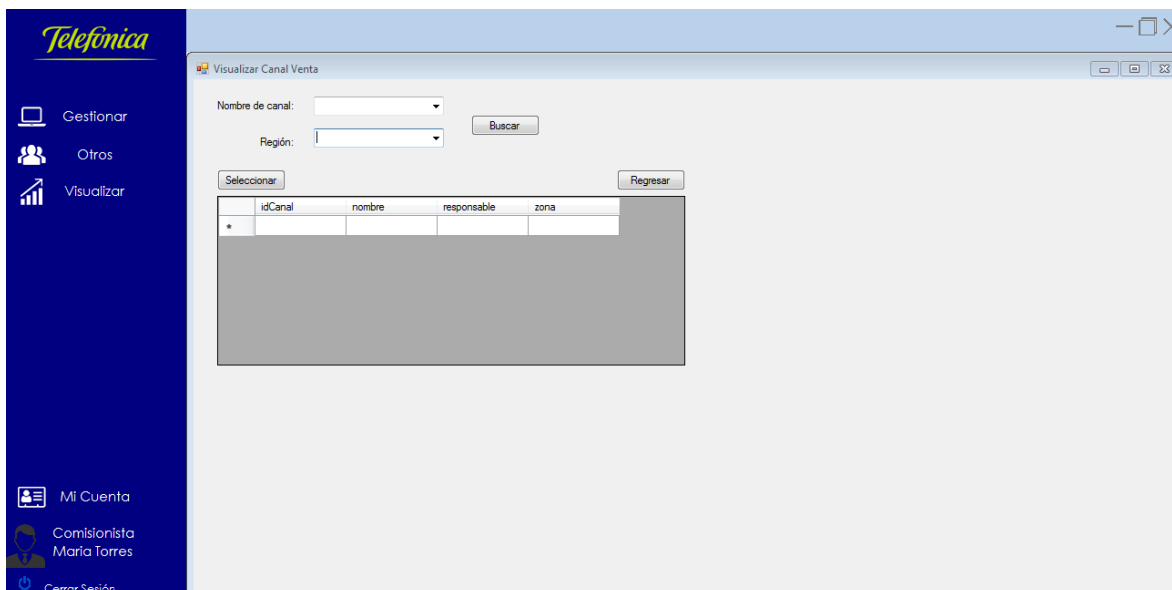 Telefónica
Visualizar Canal Venta
Gestionar
Otros
Visualizar
Nombre de canal:
Buscar
Región:
Seleccionar
Regresar
idCanal nombre responsable zona
*
Mi Cuenta
Comisionista
Maria Torres
Cerrar Sesión